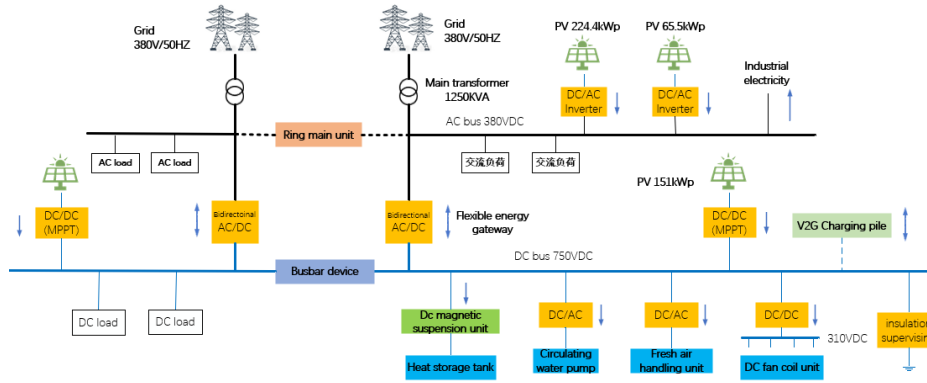 Grid
380V/50HZ
Grid
380V/50HZ
PV 224.4kWp
PV 65.5kWp
Main transformer
1250KVA
DC/AC
Inverter
DC/AC
Inverter
Industrial
electricity
AC bus 380VDC
Ring main unit
AC load
AC load
交流负荷
交流负荷
PV 151kWp
DC/DC
(MPPT)
Bidirectoinal
AC/DC
Bidirectional
AC/DC
Flexible energy
gateway
DC/DC
(MPPT)
V2G Charging pile
DC bus 750VDC
Busbar device
DC load
DC load
Dc magnetic
suspension unit
DC/AC
DC/AC
DC/DC
310VDC
insulation
supervising
Heat storage tank
Circulating
water pump
Fresh air
handling unit
DC fan coil unit